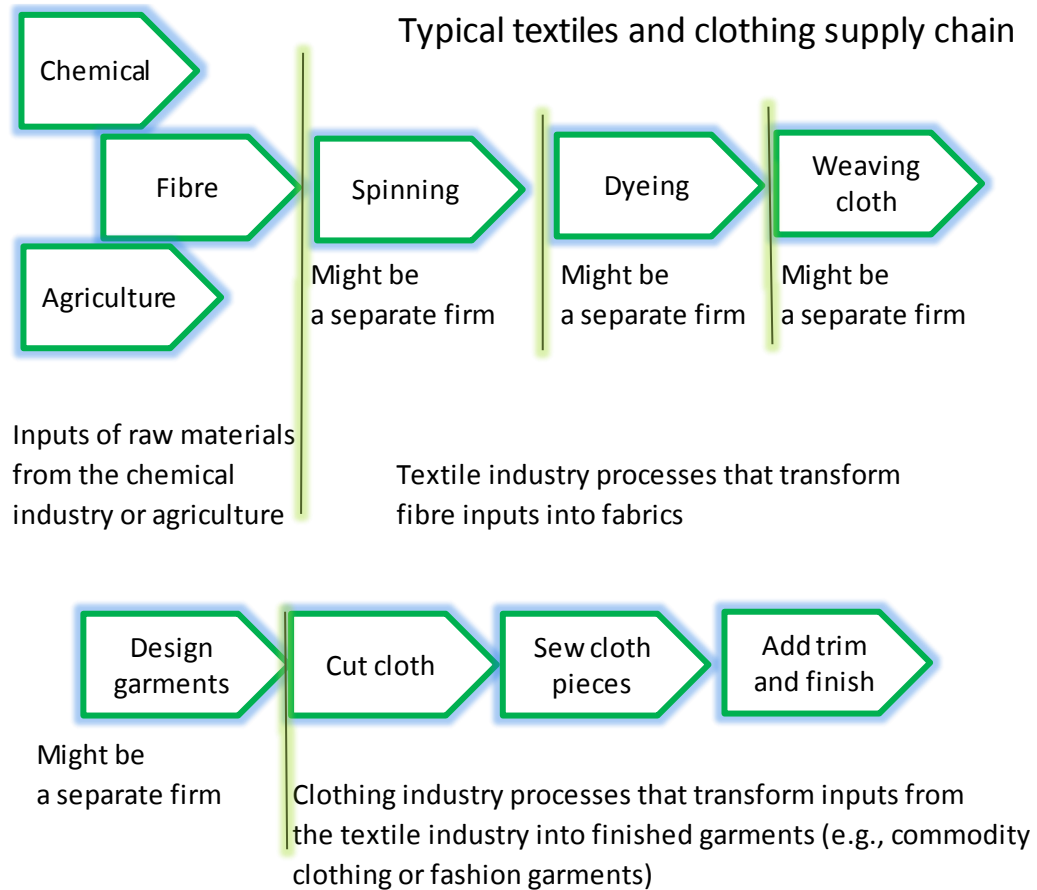 Typical textiles and clothing supply chain
Chemical
Fibre
Agriculture
Spinning
Dyeing
Weaving
cloth
Might be
a separate firm
Might be
a separate firm
Might be
a separate firm
Inputs of raw materials
from the chemical
industry or agriculture
Textile industry processes that transform
fibre inputs into fabrics
Design
garments
Cut cloth
Sew cloth
pieces
Add trim
and finish
Might be
a separate firm
Clothing industry processes that transform inputs from
the textile industry into finished garments (e.g., commodity
clothing or fashion garments)